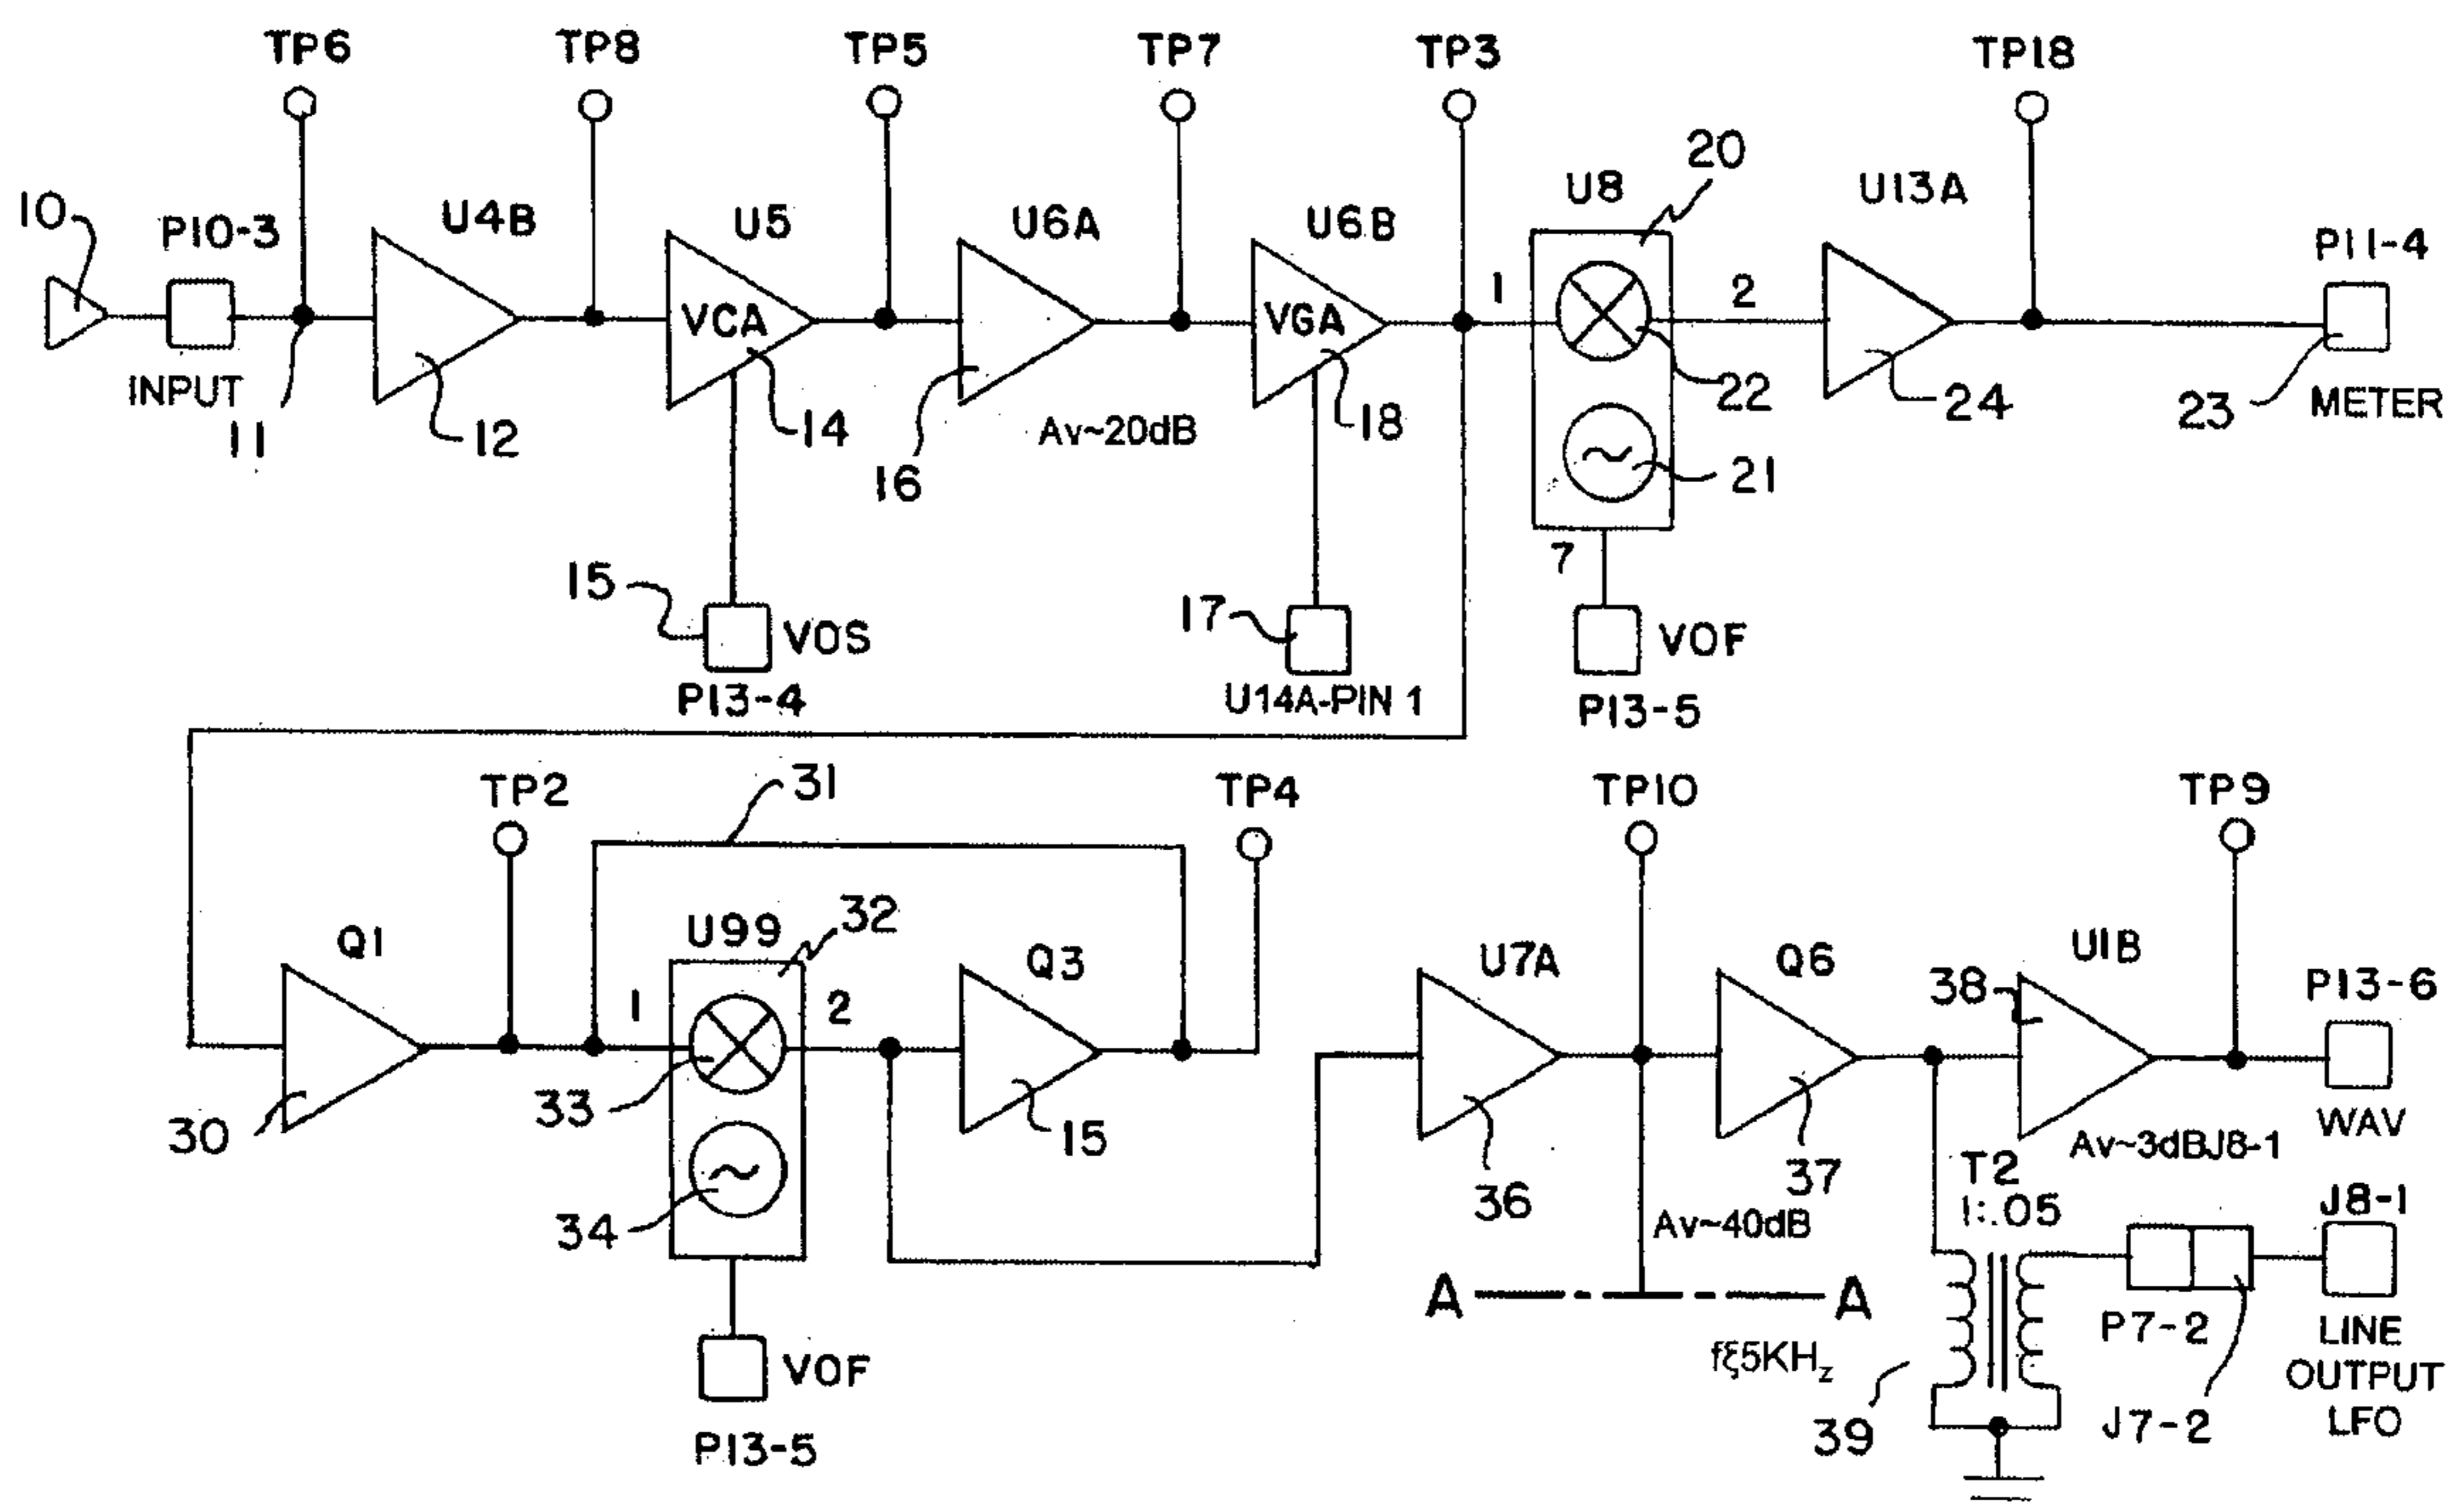 TP6 TP8 TP5 TP7 TP3 TP18
20
10 P10-3 U4B U5 U6A U6B U8 U13A P11-4
VCA VGA 1 2
INPUT 11 12 14 16 Av~20dB 18 22 24 23 METER
21
15 VOS 17 7 VOF
P13-4 U14A-PIN 1 P13-5
TP2 31 TP4 TP10 TP9
Q1 U99 32 Q3 U7A Q6 U1B
1 2 38 P13-6
30 33 15 WAV
34 36 37 Av~3dBJ8-1
T2
1:.05 J8-1
Av~40dB
A A P7-2 LINE
VOF fξ5KHz OUTPUT
P13-5 39 J7-2 LFO